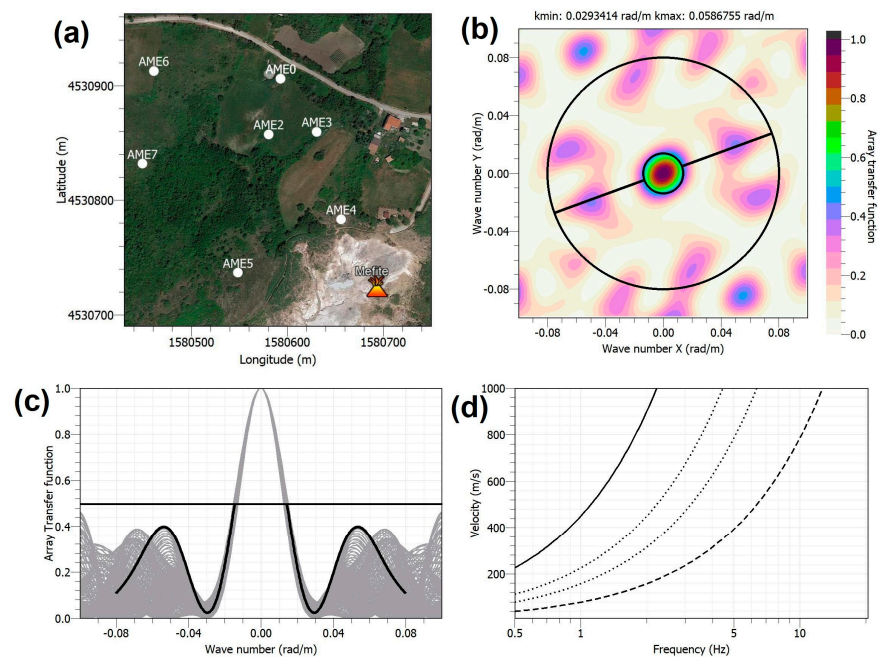 (a)
AME6
AME0
AME2
AME3
AME7
AME4
AME5
Mefite
4530900
4530800
4530700
Latitude (m)
1580500
1580600
1580700
Longitude (m)
(b)
kmin: 0.0293414 rad/m kmax: 0.0586755 rad/m
0.08
0.04
0.00
-0.04
-0.08
Wave number Y (rad/m)
-0.08
-0.04
0.00
0.04
0.08
Wave number X (rad/m)
1.0
0.8
0.6
0.4
0.2
0.0
Array transfer function
(c)
1.0
0.8
0.6
0.4
0.2
0.0
Array Transfer function
-0.08
-0.04
0.00
0.04
0.08
Wave number (rad/m)
(d)
1000
800
600
400
200
Velocity (m/s)
0.5
1
5
10
Frequency (Hz)